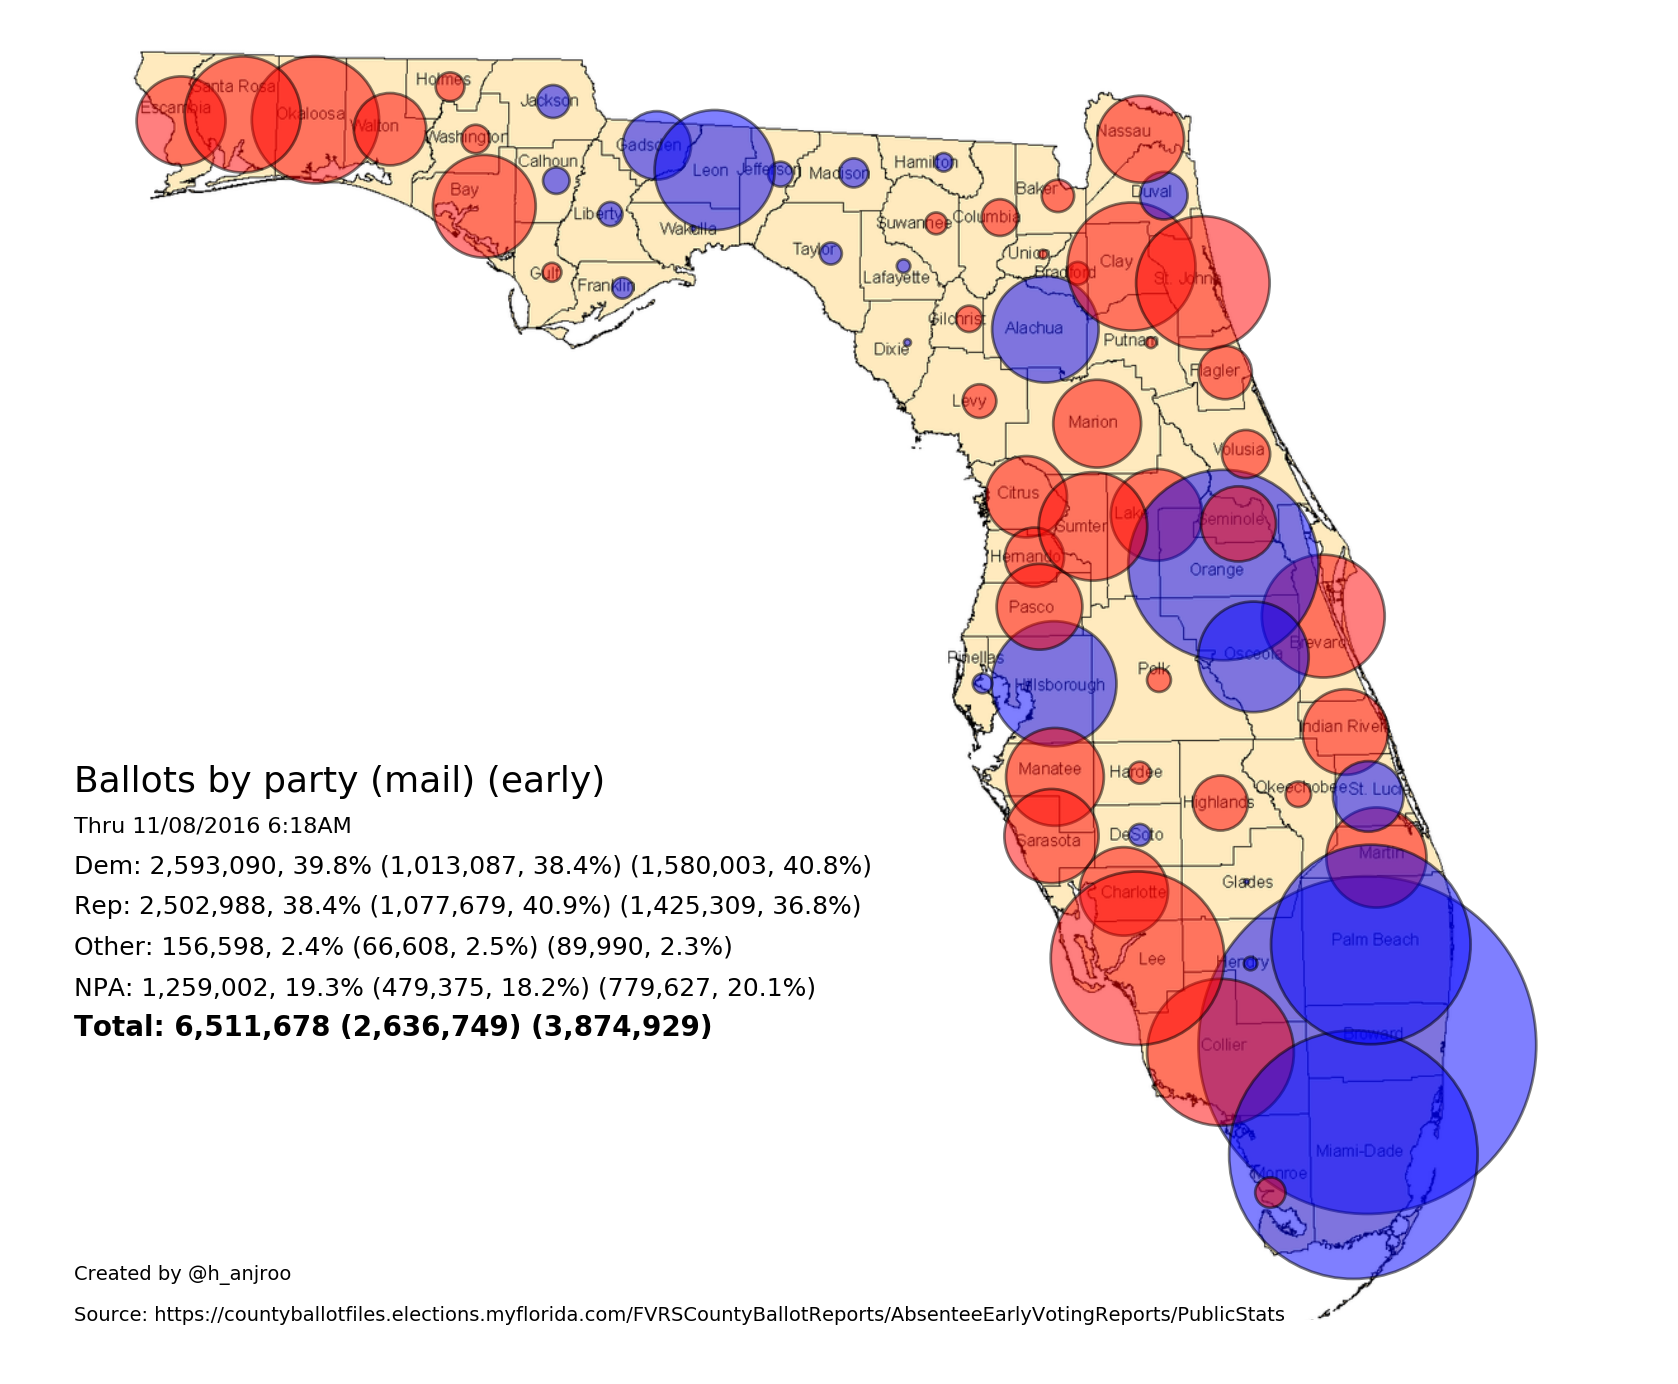 Holmes
Santa Rosa
Jackson
Escambia
Okaloosa
Walton
Washington
Nassau
Gadsden
Calhoun
Hamilton
Leon
Jefferson
Madison
Bay
Baker
Duval
Liberty
Columbia
Suwannee
Wakulla
Taylor
Union
Clay
Gulf
Bradford
Lafayette
St. Johns
Franklin
Gilchrist
Alachua
Putnam
Dixie
Flagler
Levy
Marion
Volusia
Citrus
Lake
Seminole
Sumter
Hernando
Orange
Pasco
Brevard
Osceola
Pinellas
Polk
Hillsborough
Indian River
Manatee
Hardee
Okeechobee
St. Lucie
Highlands
DeSoto
Sarasota
Martin
Glades
Charlotte
Palm Beach
Lee
Hendry
Broward
Collier
Miami-Dade
Monroe
Ballots by party (mail) (early)
Thru 11/08/2016 6:18AM
Dem: 2,593,090, 39.8% (1,013,087, 38.4%) (1,580,003, 40.8%)
Rep: 2,502,988, 38.4% (1,077,679, 40.9%) (1,425,309, 36.8%)
Other: 156,598, 2.4% (66,608, 2.5%) (89,990, 2.3%)
NPA: 1,259,002, 19.3% (479,375, 18.2%) (779,627, 20.1%)
Total: 6,511,678 (2,636,749) (3,874,929)
Created by @h_anjroo
Source: https://countyballotfiles.elections.myflorida.com/FVRSCountyBallotReports/AbsenteeEarlyVotingReports/PublicStats